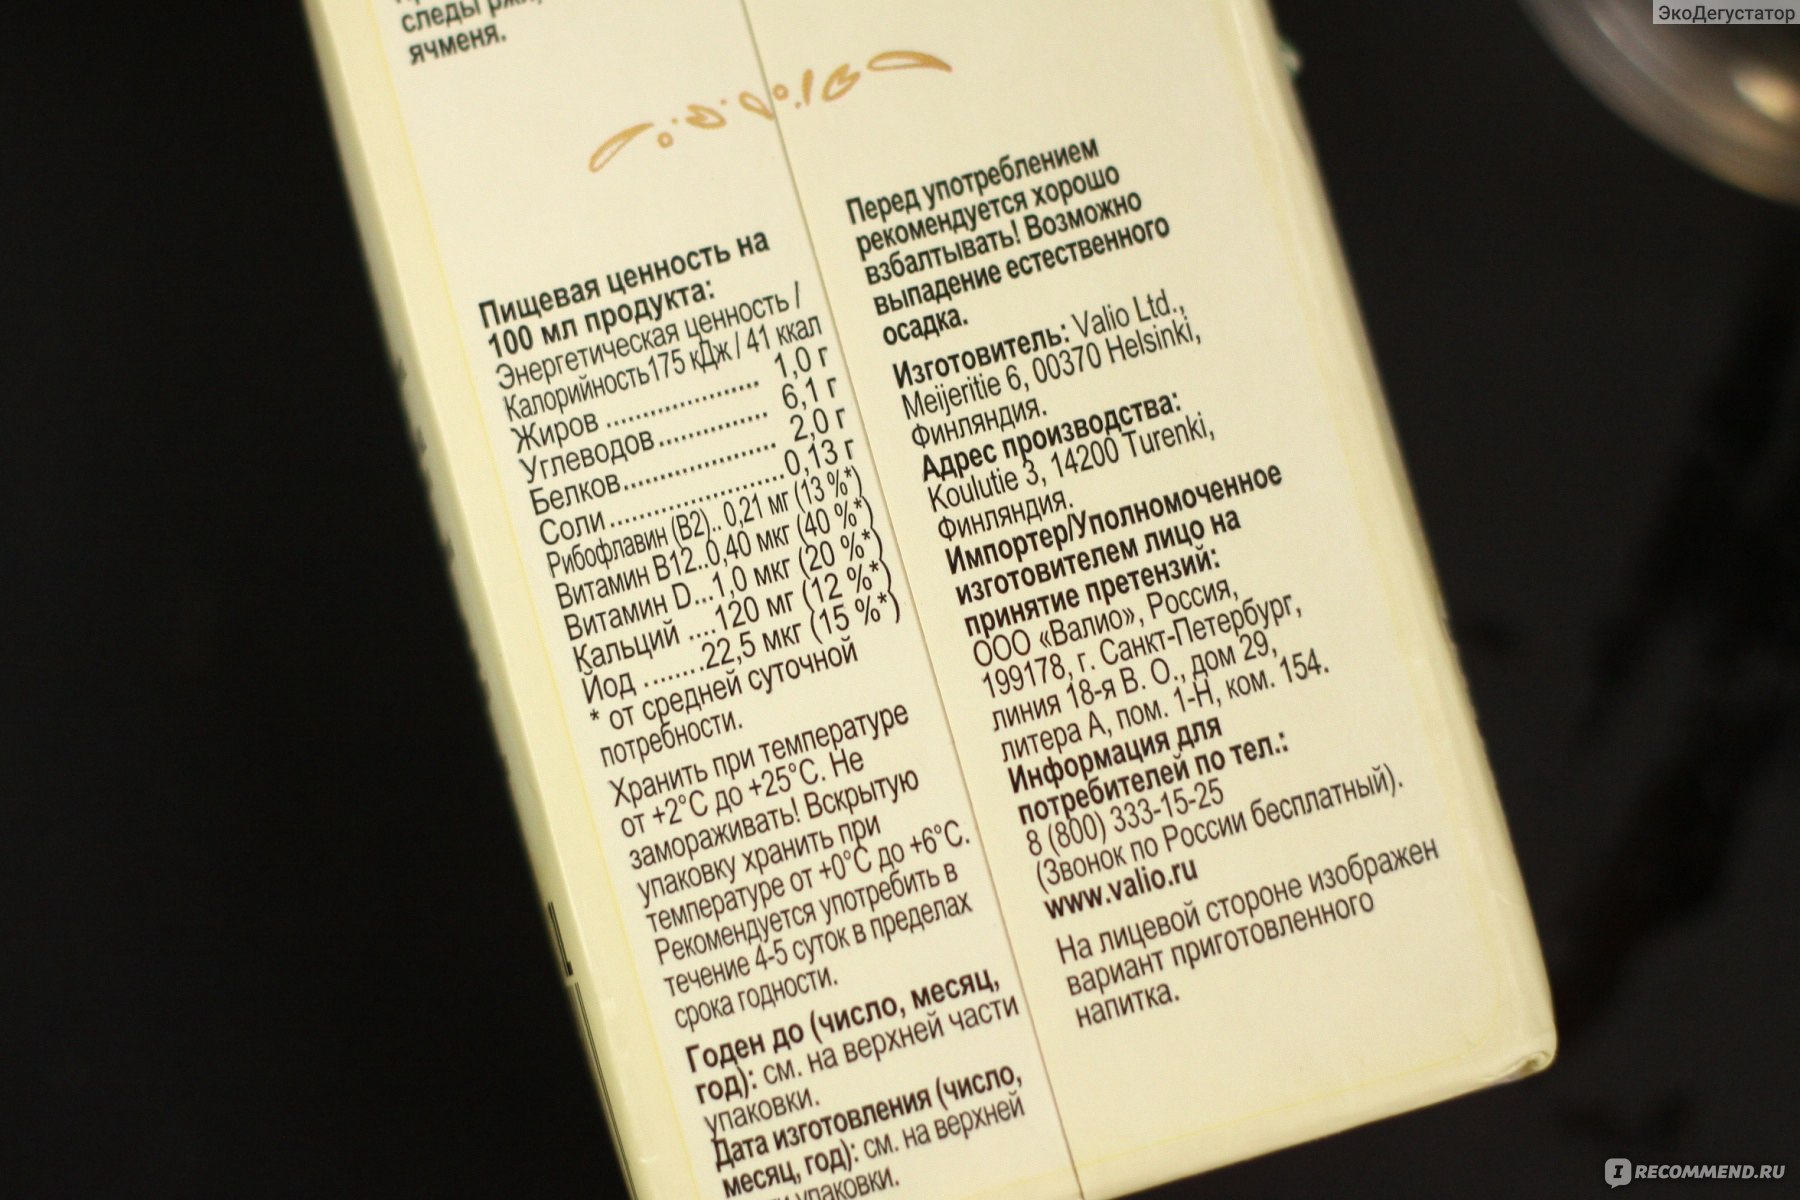 ЭкоДегустатор
следы ржи,
ячменя.
Пищевая ценность на
100 мл продукта:
Энергетическая ценность /
Калорийность175 кДж / 41 ккал
Жиров .................... 1,0 г
Углеводов............... 6,1 г
Белков..................... 2,0 г
Соли.......................0,13 г
Рибофлавин (В2).. 0,21 мг (13 %*)
Витамин В12..0,40 мкг (40 %*)
Витамин D...1,0 мкг (20 %*)
Кальций ....120 мг (12 %*)
Йод ........22,5 мкг (15 %*)
* от средней суточной
потребности.
Хранить при температуре
от +2°С до +25°С. Не
замораживать! Вскрытую
упаковку хранить при
температуре от +0°С до +6°С.
Рекомендуется употребить в
течение 4-5 суток в пределах
срока годности.
Годен до (число, месяц,
год): см. на верхней части
упаковки.
Дата изготовления (число,
месяц, год): см. на верхней
упаковки.
Перед употреблением
рекомендуется хорошо
взбалтывать! Возможно
выпадение естественного
осадка.
Изготовитель: Valio Ltd.,
Meijeritie 6, 00370 Helsinki,
Финляндия.
Адрес производства:
Koulutie 3, 14200 Turenki,
Финляндия.
Импортер/Уполномоченное
изготовителем лицо на
принятие претензий:
ООО «Валио», Россия,
199178, г. Санкт-Петербург,
линия 18-я В. О., дом 29,
литера А, пом. 1-Н, ком. 154.
Информация для
потребителей по тел.:
8 (800) 333-15-25
(Звонок по России бесплатный).
www.valio.ru
На лицевой стороне изображен
вариант приготовленного
напитка.
IRECOMMEND.RU